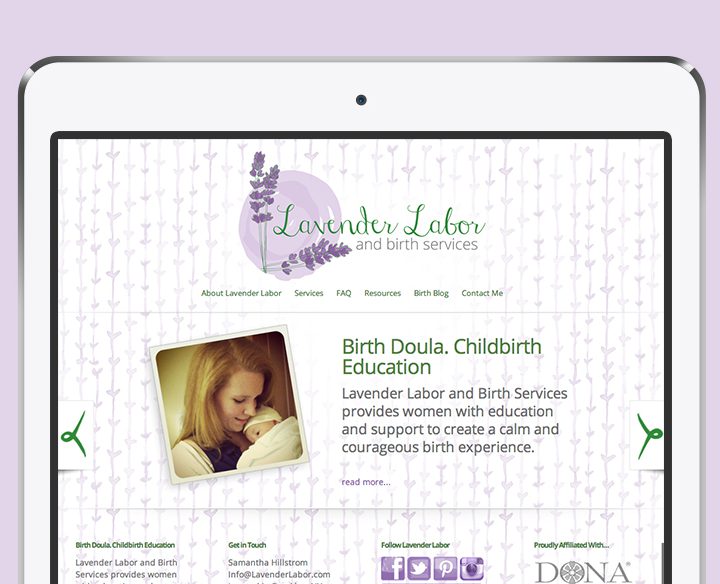 Lavender Labor
and birth services
About Lavender Labor Services FAQ Resources Birth Blog Contact Me
Birth Doula. Childbirth
Education
Lavender Labor and Birth Services
provides women with education
and support to create a calm and
courageous birth experience.
read more...
Birth Doula. Childbirth Education
Lavender Labor and Birth
Services provides women
Get in Touch
Samantha Hillstrom
Info@LavenderLabor.com
Follow Lavender Labor
Proudly Affiliated With...
DONA